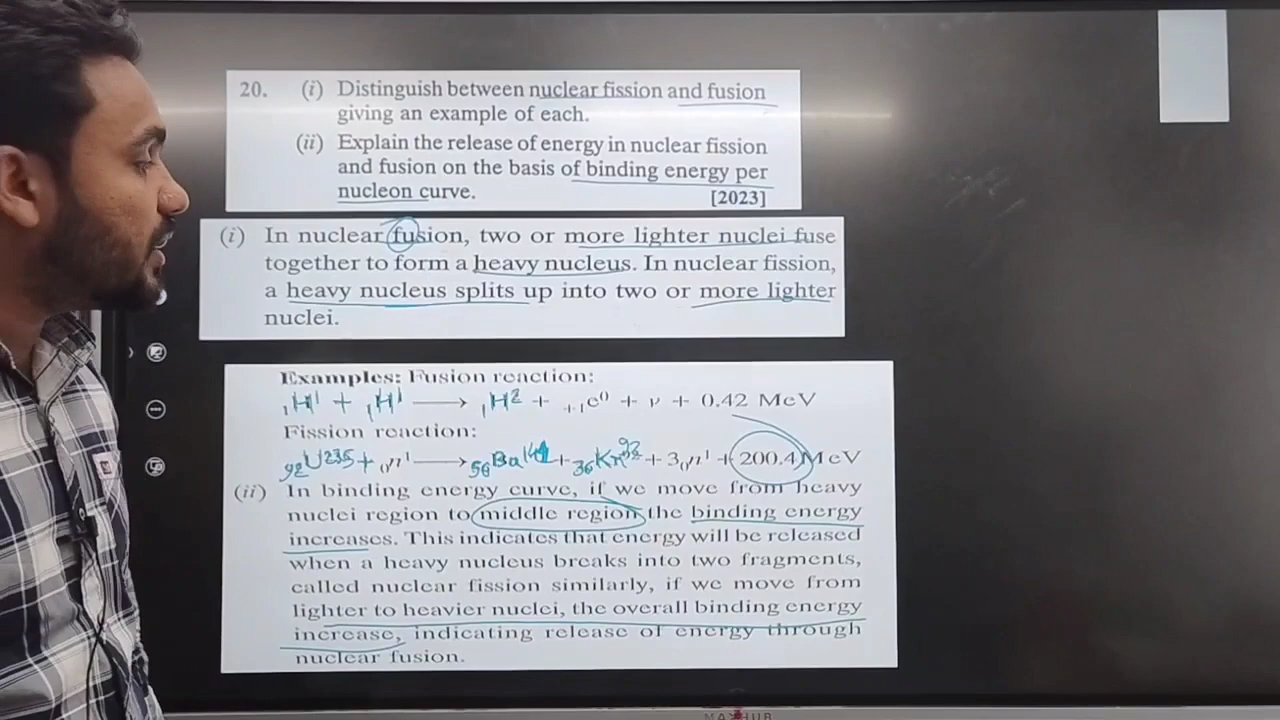 20. (i) Distinguish between nuclear fission and fusion
giving an example of each.
(ii) Explain the release of energy in nuclear fission
and fusion on the basis of binding energy per
nucleon curve. [2023]
(i) In nuclear fusion, two or more lighter nuclei fuse
together to form a heavy nucleus. In nuclear fission,
a heavy nucleus splits up into two or more lighter
nuclei.
Examples: Fusion reaction:
₁H¹ + ₁H¹ ⟶ ₁H² + ₊₁e⁰ + ν + 0.42 MeV
Fission reaction:
₉₂U²³⁵ + ₀n¹ ⟶ ₅₆Ba¹⁴¹ + ₃₆Kr⁹² + 3₀n¹ + 200.4 MeV
(ii) In binding energy curve, if we move from heavy
nuclei region to middle region the binding energy
increases. This indicates that energy will be released
when a heavy nucleus breaks into two fragments,
called nuclear fission similarly, if we move from
lighter to heavier nuclei, the overall binding energy
increase, indicating release of energy through
nuclear fusion.